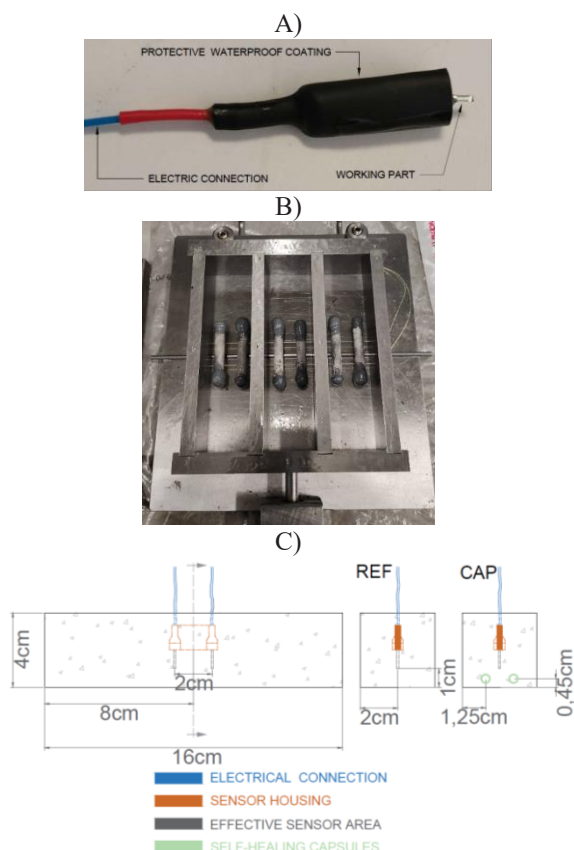 A)
PROTECTIVE WATERPROOF COATING
ELECTRIC CONNECTION
WORKING PART
B)
C)
REF
CAP
4cm
2cm
8cm
16cm
2cm
1cm
1,25cm
0,45cm
ELECTRICAL CONNECTION
SENSOR HOUSING
EFFECTIVE SENSOR AREA
SELF-HEALING CAPSULES